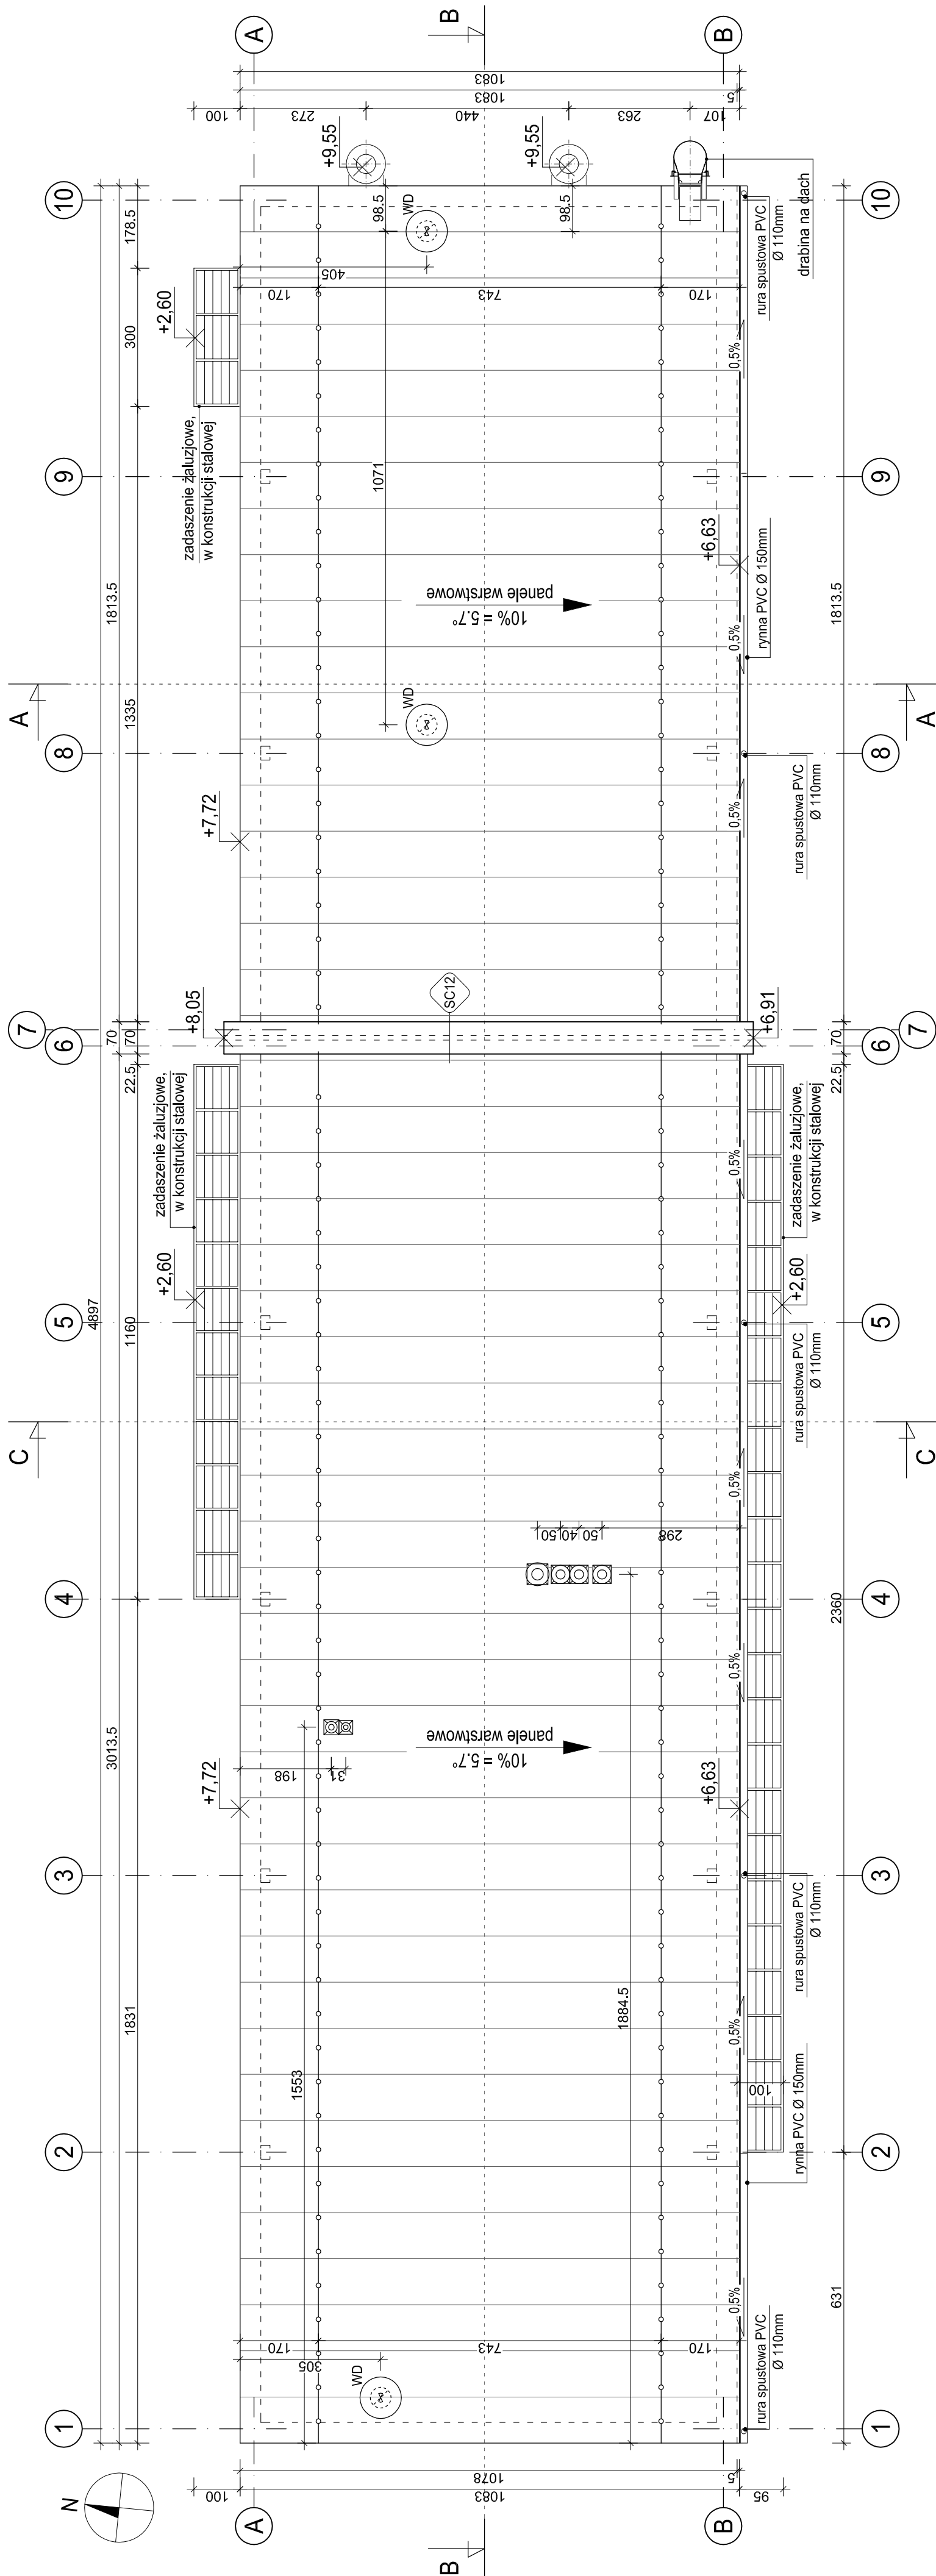 N
1
2
3
4
5
6
7
8
9
10
4897
3013.5
70
1813.5
1831
1160
22.5
70
1335
300
178.5
C
A
zadaszenie żaluzjowe,
w konstrukcji stalowej
zadaszenie żaluzjowe,
w konstrukcji stalowej
+2,60
+2,60
+7,72
+8,05
+7,72
+9,55
+9,55
A
B
100
1078
1083
5
95
A
B
B
B
100
273
440
263
107
1083
5
1083
WD
305
170
743
170
1553
198
31
10% = 5.7°
panele warstwowe
1884.5
50
40
50
298
SC12
WD
1071
WD
405
98.5
98.5
170
743
170
10% = 5.7°
panele warstwowe
+6,63
+6,91
+6,63
0,5%
0,5%
0,5%
0,5%
0,5%
0,5%
0,5%
0,5%
100
rura spustowa PVC
Ø 110mm
rynna PVC Ø 150mm
rura spustowa PVC
Ø 110mm
rura spustowa PVC
Ø 110mm
+2,60
zadaszenie żaluzjowe,
w konstrukcji stalowej
rura spustowa PVC
Ø 110mm
rynna PVC Ø 150mm
rura spustowa PVC
Ø 110mm
drabina na dach
631
2360
22.5
70
1813.5
1
2
3
4
5
6
7
8
9
10
C
A